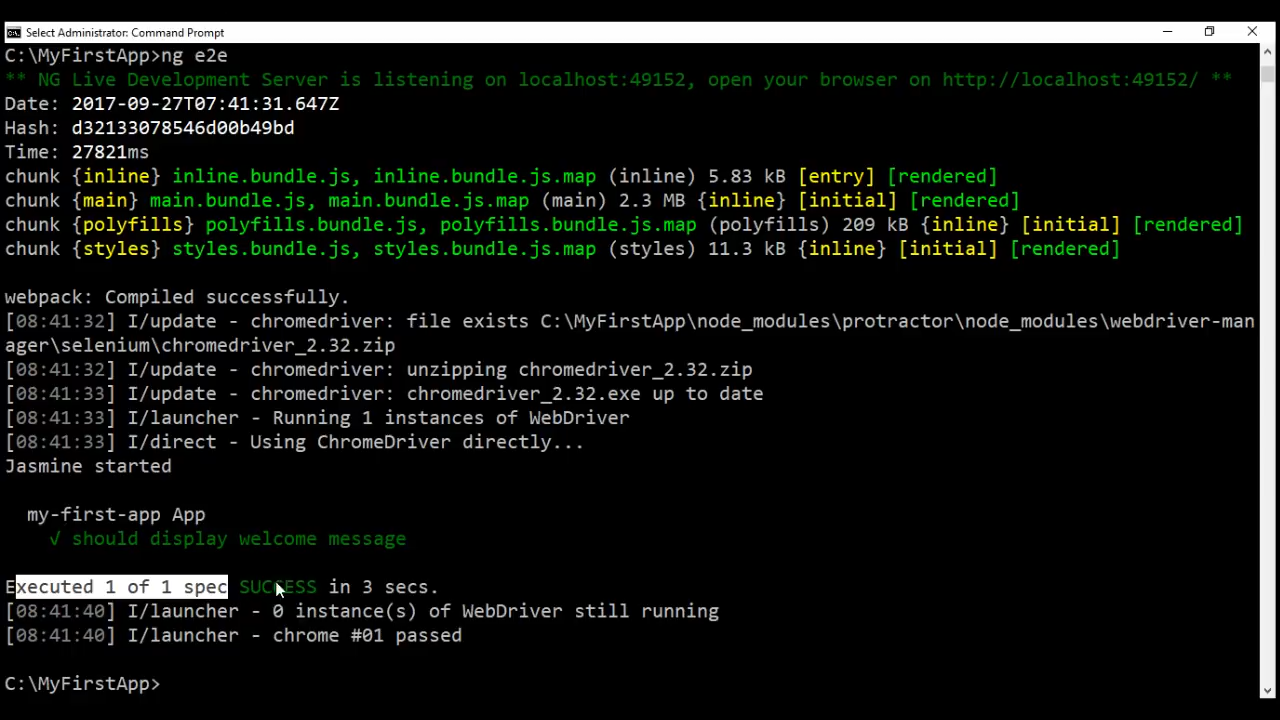 Select Administrator: Command Prompt
C:\MyFirstApp>ng e2e
** NG Live Development Server is listening on localhost:49152, open your browser on http://localhost:49152/ **
Date: 2017-09-27T07:41:31.647Z
Hash: d32133078546d00b49bd
Time: 27821ms
chunk {inline} inline.bundle.js, inline.bundle.js.map (inline) 5.83 kB [entry] [rendered]
chunk {main} main.bundle.js, main.bundle.js.map (main) 2.3 MB {inline} [initial] [rendered]
chunk {polyfills} polyfills.bundle.js, polyfills.bundle.js.map (polyfills) 209 kB {inline} [initial] [rendered]
chunk {styles} styles.bundle.js, styles.bundle.js.map (styles) 11.3 kB {inline} [initial] [rendered]
webpack: Compiled successfully.
[08:41:32] I/update - chromedriver: file exists C:\MyFirstApp\node_modules\protractor\node_modules\webdriver-man
ager\selenium\chromedriver_2.32.zip
[08:41:32] I/update - chromedriver: unzipping chromedriver_2.32.zip
[08:41:33] I/update - chromedriver: chromedriver_2.32.exe up to date
[08:41:33] I/launcher - Running 1 instances of WebDriver
[08:41:33] I/direct - Using ChromeDriver directly...
Jasmine started
my-first-app App
√ should display welcome message
Executed 1 of 1 spec SUCCESS in 3 secs.
[08:41:40] I/launcher - 0 instance(s) of WebDriver still running
[08:41:40] I/launcher - chrome #01 passed
C:\MyFirstApp>